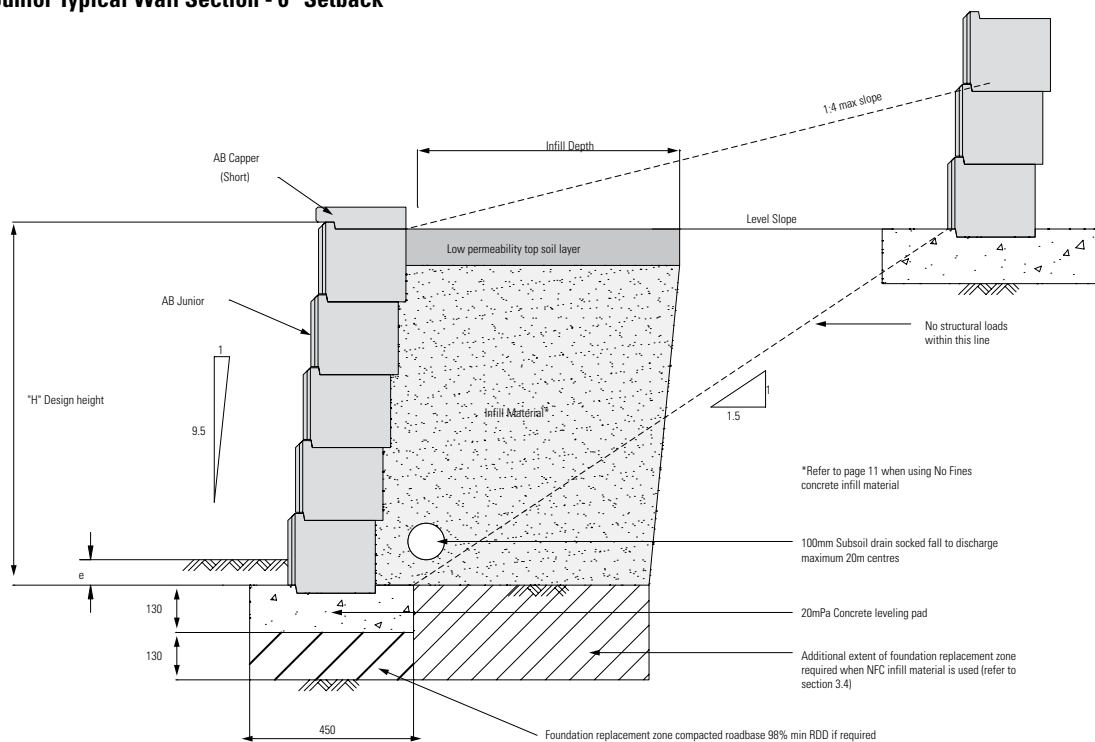 Junior Typical Wall Section - 6° Setback
1:4 max slope
Infill Depth
AB Capper
(Short)
Level Slope
Low permeability top soil layer
AB Junior
No structural loads
within this line
1
9.5
"H" Design height
1
1.5
Infill Material*
*Refer to page 11 when using No Fines
concrete infill material
100mm Subsoil drain socked fall to discharge
maximum 20m centres
e
130
20mPa Concrete leveling pad
130
Additional extent of foundation replacement zone
required when NFC infill material is used (refer to
section 3.4)
450
Foundation replacement zone compacted roadbase 98% min RDD if required